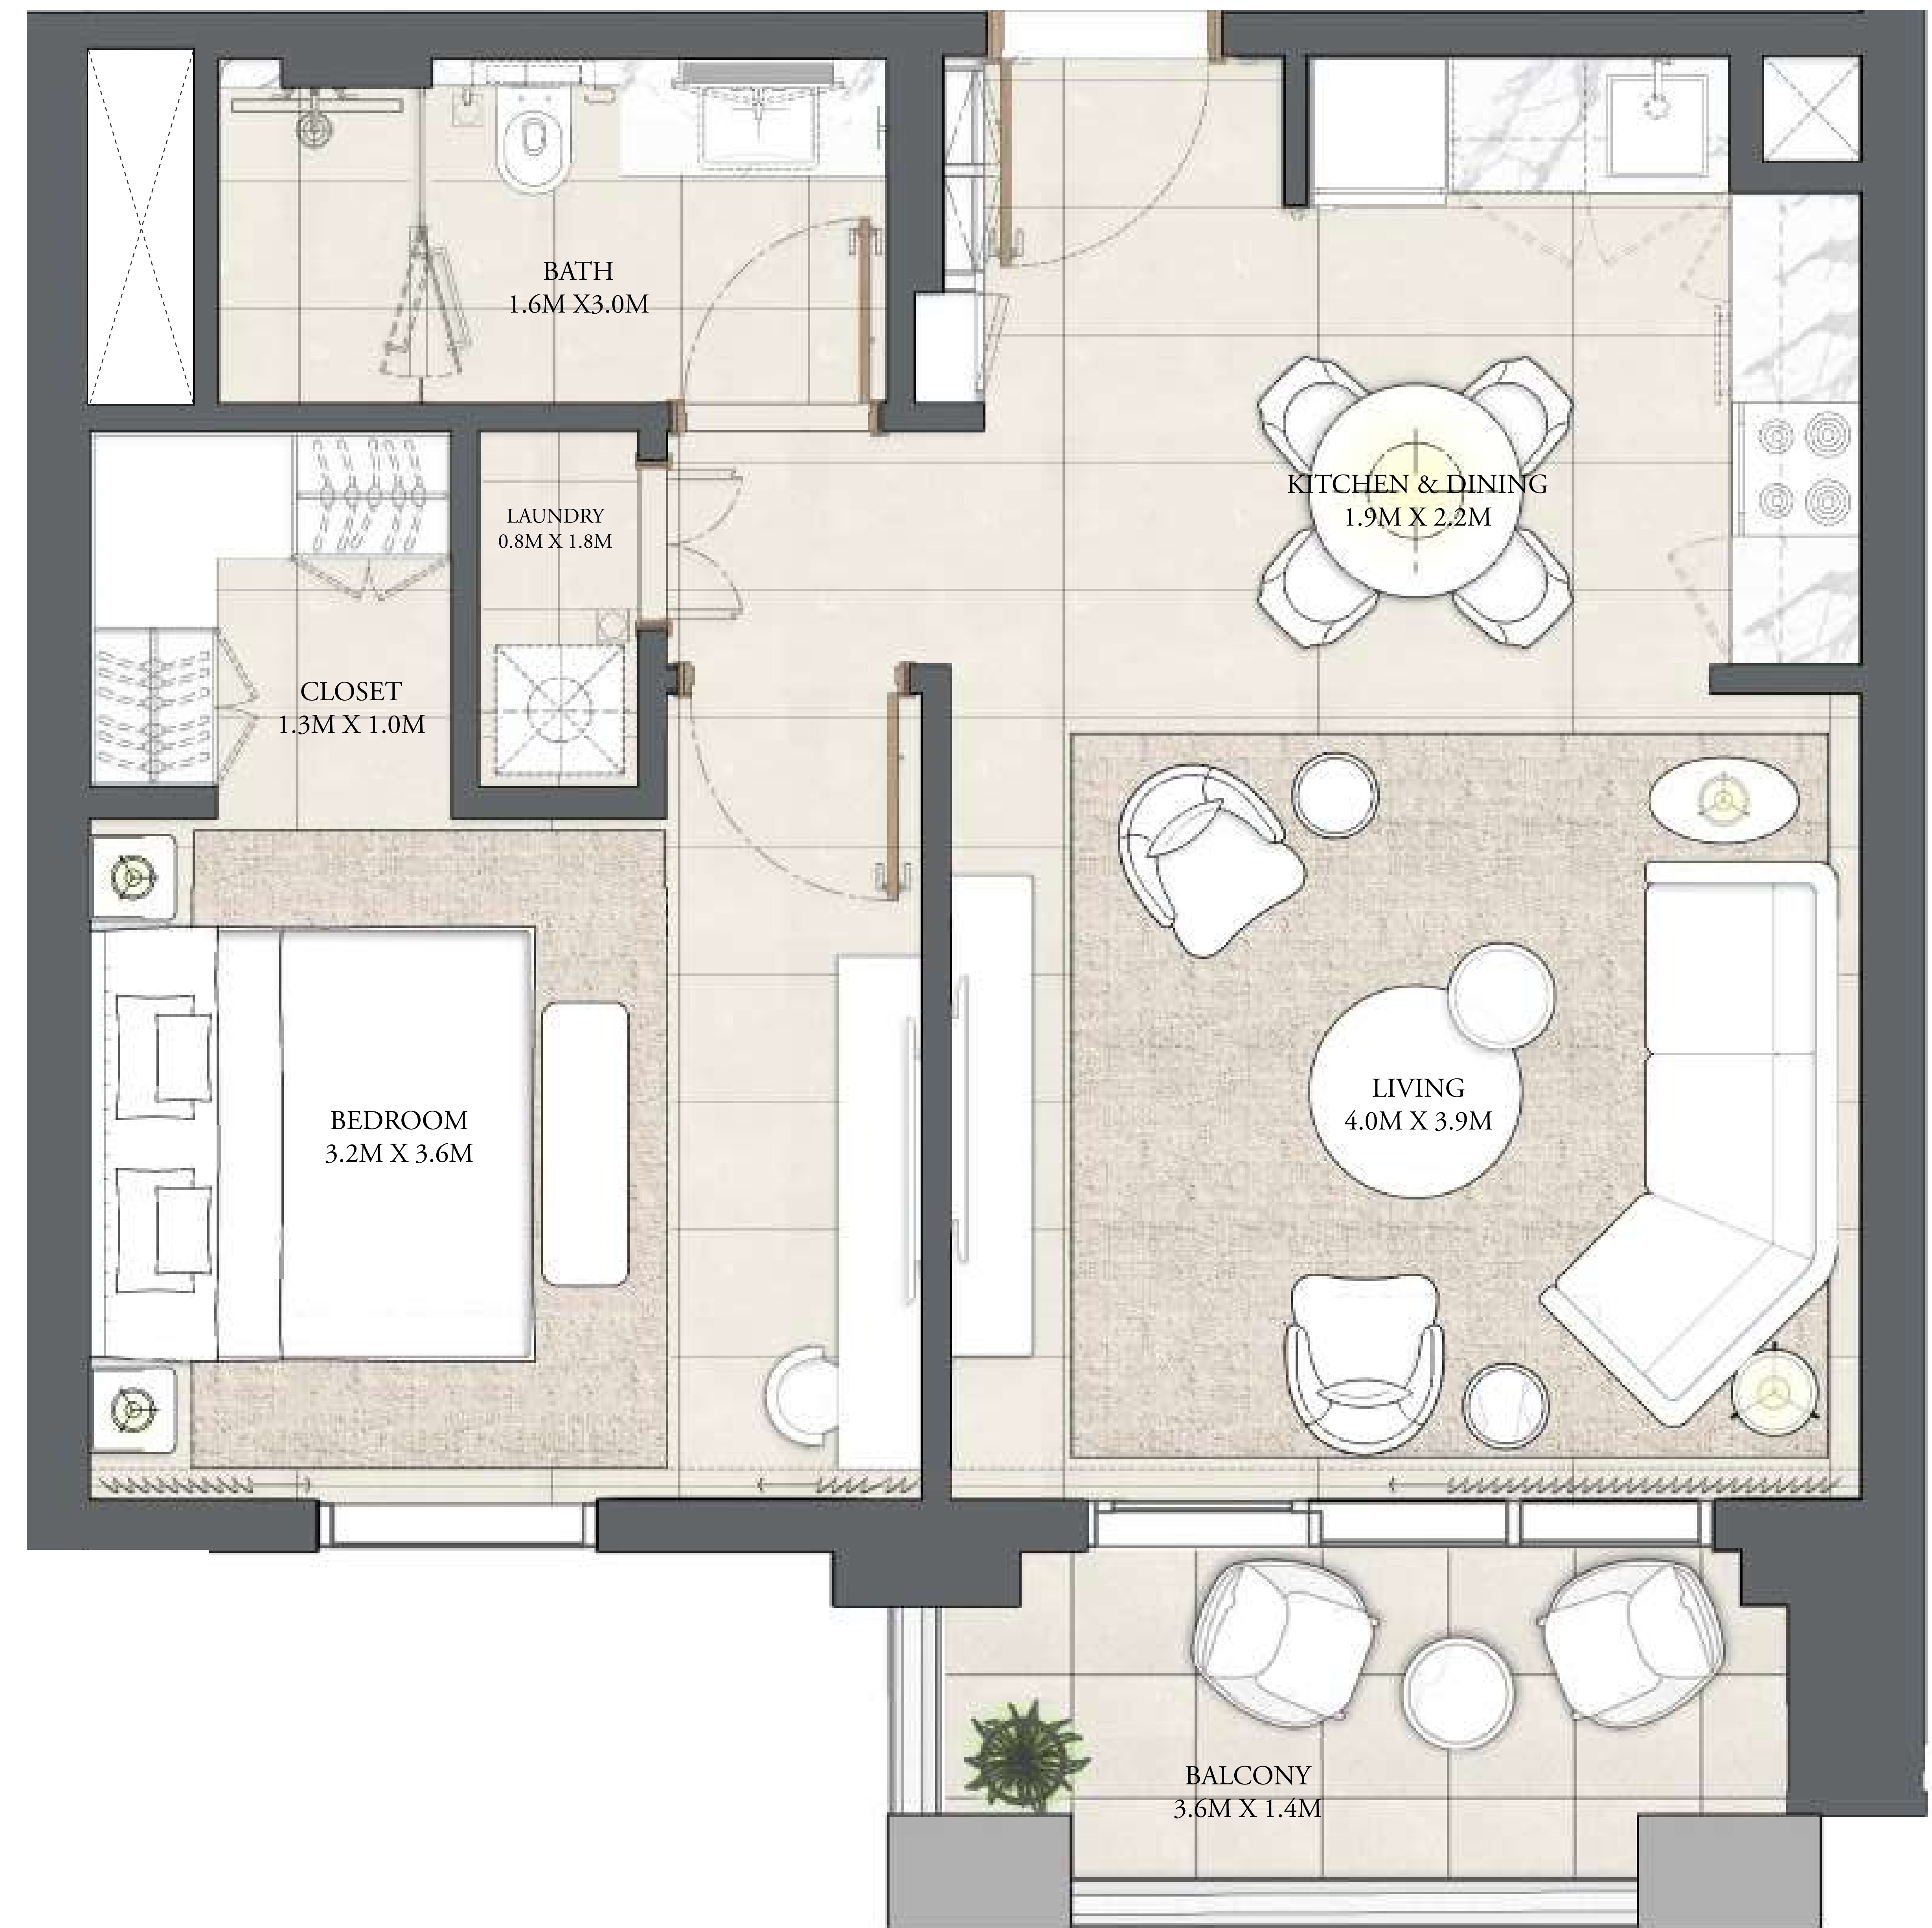 BATH
1.6M X3.0M
KITCHEN & DINING
1.9M X 2.2M
LAUNDRY
0.8M X 1.8M
CLOSET
1.3M X 1.0M
BEDROOM
3.2M X 3.6M
LIVING
4.0M X 3.9M
BALCONY
3.6M X 1.4M